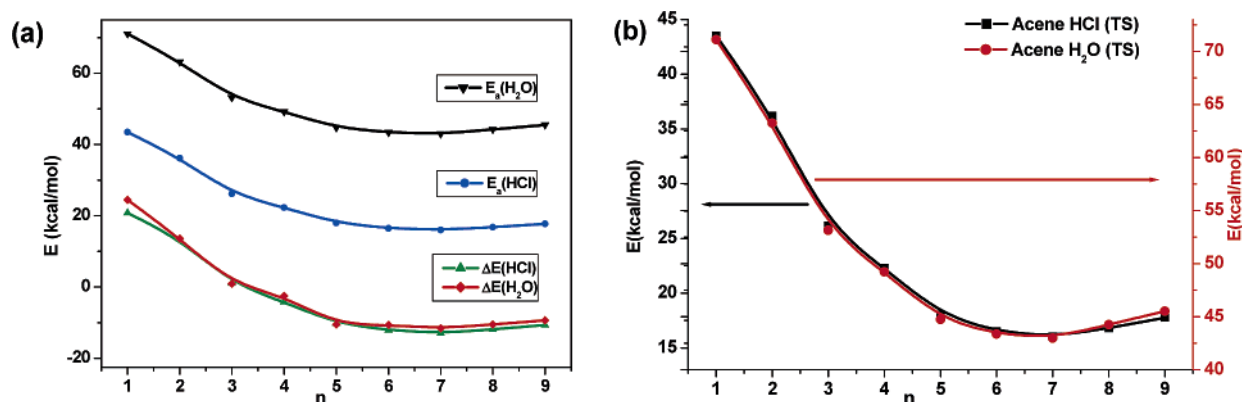 (a)
E (kcal/mol)
60
40
20
0
-20
1 2 3 4 5 6 7 8 9
n
Eₐ(H₂O)
Eₐ(HCl)
ΔE(HCl)
ΔE(H₂O)
(b)
E(kcal/mol)
45
40
35
30
25
20
15
1 2 3 4 5 6 7 8 9
n
Acene HCl (TS)
Acene H₂O (TS)
70
65
60
55
50
45
40
E(kcal/mol)